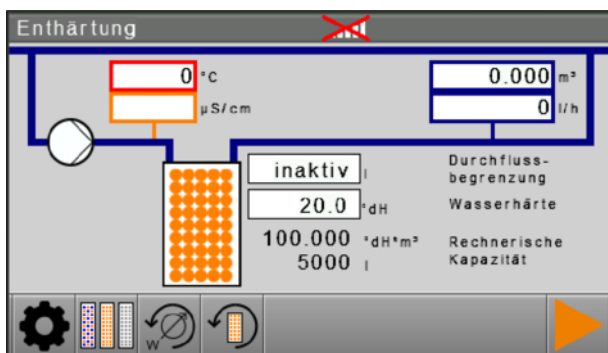 Enthärtung
0 °C
µS/cm
0.000 m³
0 l/h
inaktiv l Durchfluss-
begrenzung
20.0 °dH Wasserhärte
100.000 °dH*m³ Rechnerische
5000 l Kapazität
W